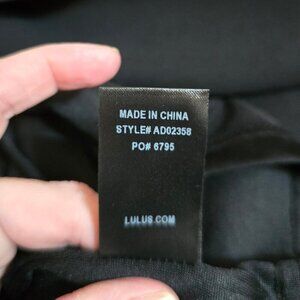 MADE IN CHINA
STYLE# AD02358
PO# 6795
LULUS.COM